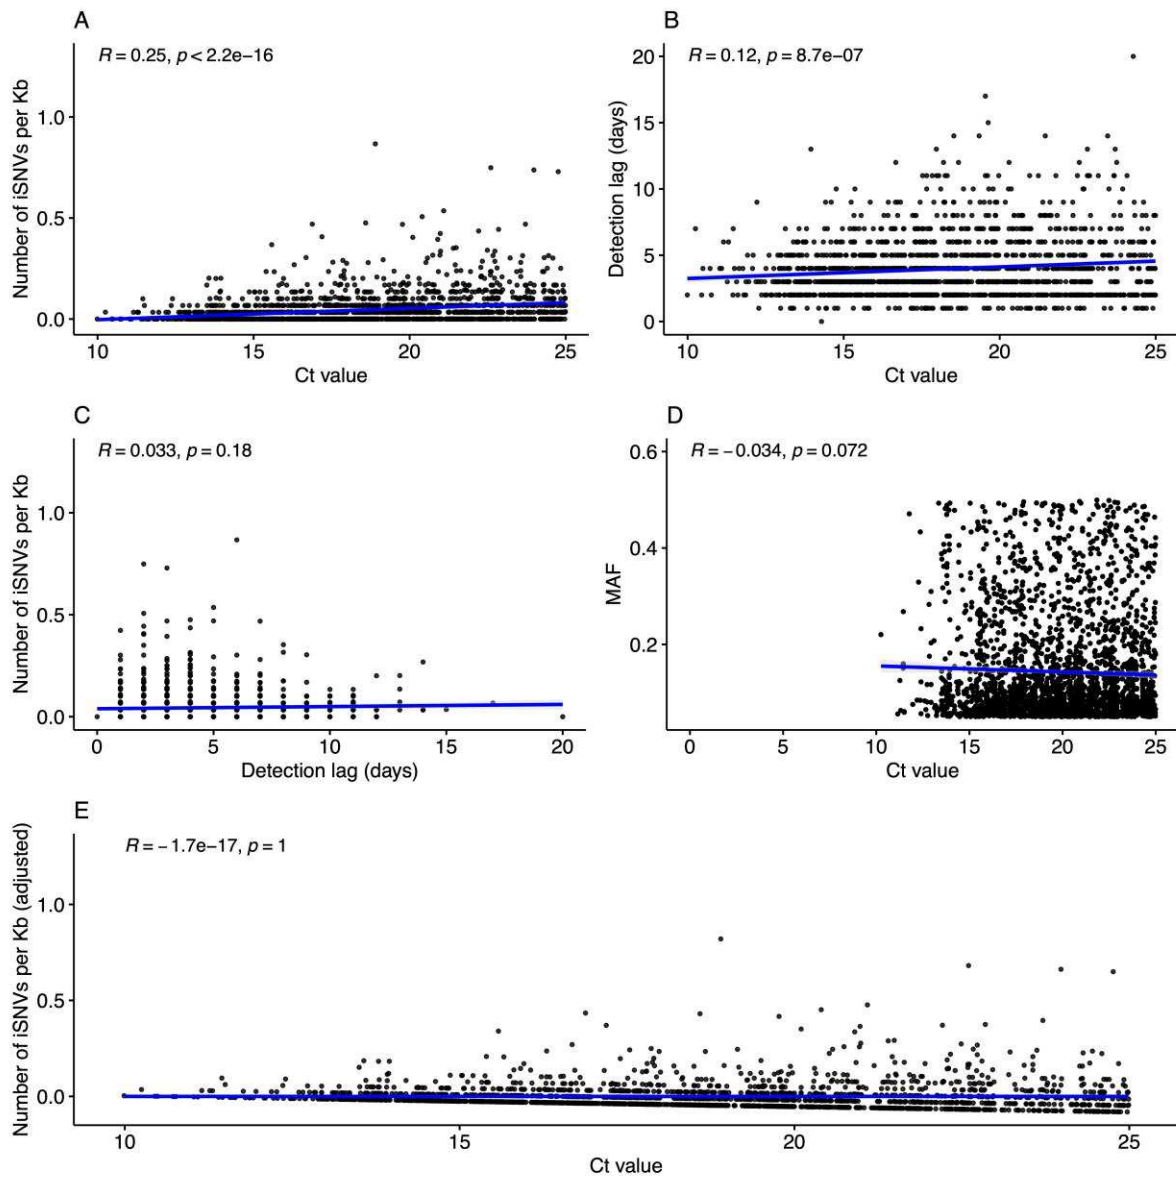 A
R = 0.25, p < 2.2e−16
Number of iSNVs per Kb
1.0
0.5
0.0
10 15 20 25
Ct value
B
R = 0.12, p = 8.7e−07
Detection lag (days)
20
15
10
5
0
10 15 20 25
Ct value
C
R = 0.033, p = 0.18
Number of iSNVs per Kb
1.0
0.5
0.0
0 5 10 15 20
Detection lag (days)
D
R = −0.034, p = 0.072
MAF
0.6
0.4
0.2
0 5 10 15 20 25
Ct value
E
R = −1.7e−17, p = 1
Number of iSNVs per Kb (adjusted)
1.0
0.5
0.0
10 15 20 25
Ct value